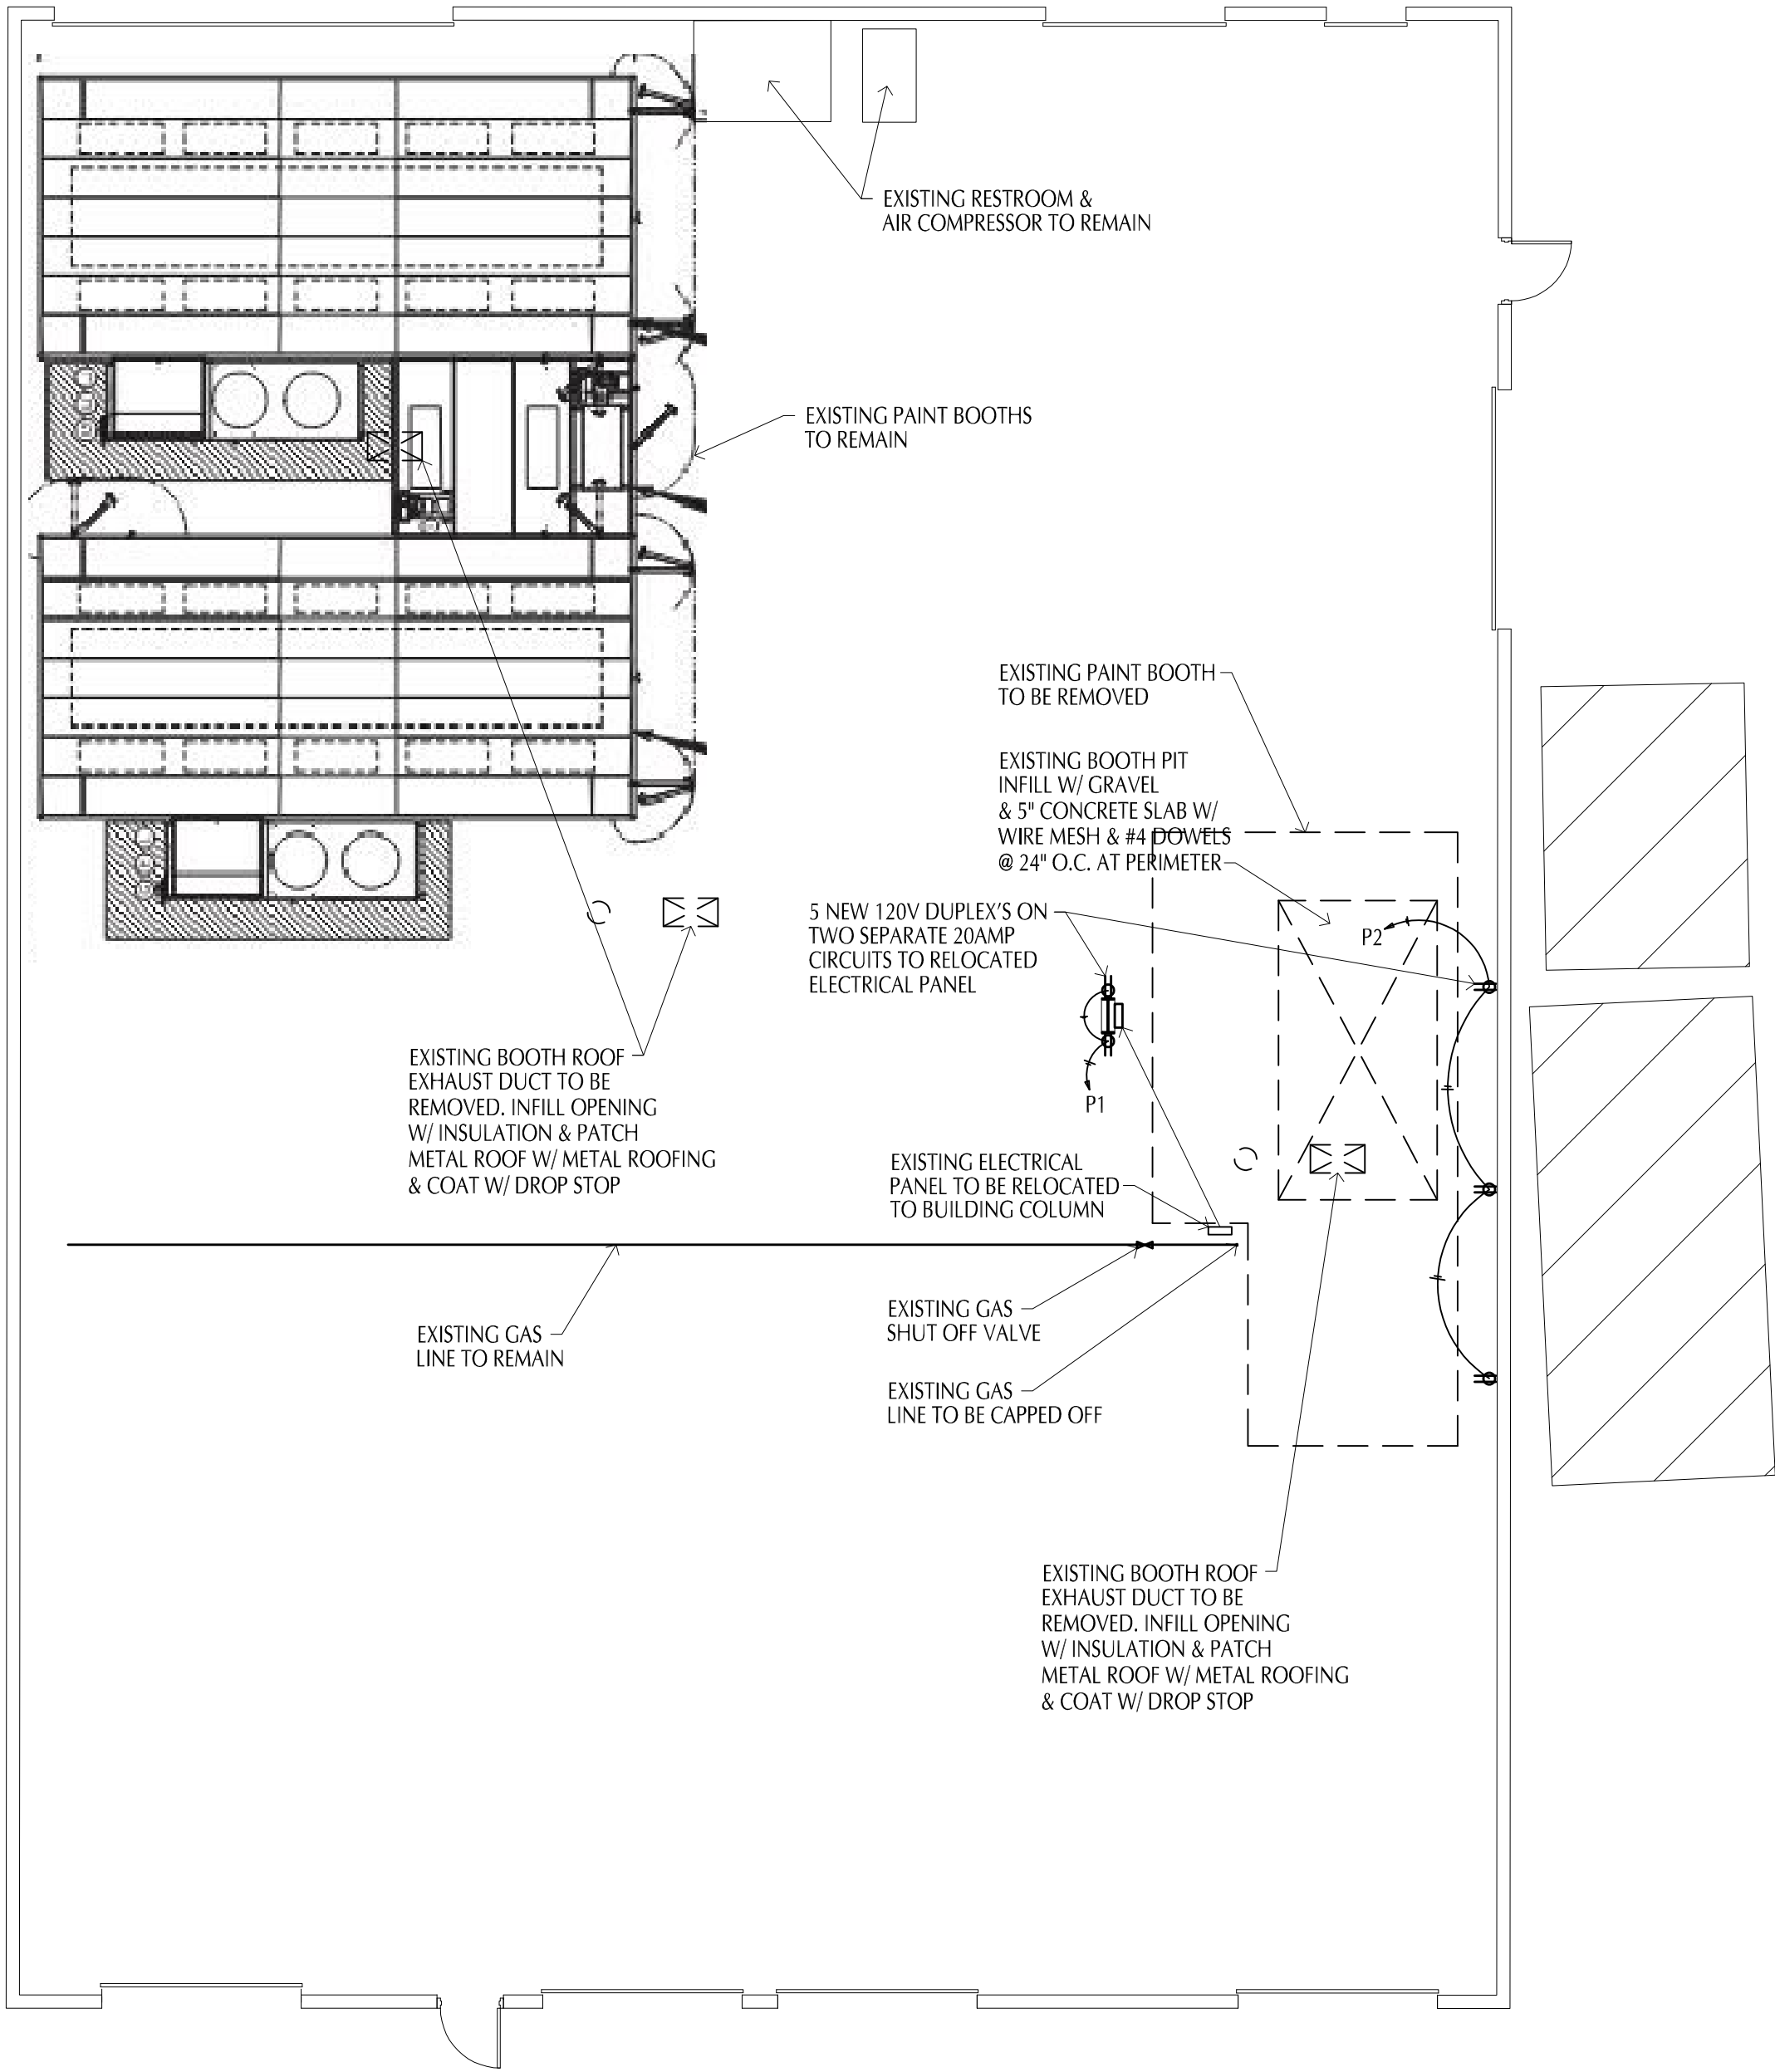 EXISTING RESTROOM &
AIR COMPRESSOR TO REMAIN
EXISTING PAINT BOOTHS
TO REMAIN
EXISTING PAINT BOOTH
TO BE REMOVED
EXISTING BOOTH PIT
INFILL W/ GRAVEL
& 5" CONCRETE SLAB W/
WIRE MESH & #4 DOWELS
@ 24" O.C. AT PERIMETER
5 NEW 120V DUPLEX'S ON
TWO SEPARATE 20AMP
CIRCUITS TO RELOCATED
ELECTRICAL PANEL
P2
P1
EXISTING BOOTH ROOF
EXHAUST DUCT TO BE
REMOVED. INFILL OPENING
W/ INSULATION & PATCH
METAL ROOF W/ METAL ROOFING
& COAT W/ DROP STOP
EXISTING ELECTRICAL
PANEL TO BE RELOCATED
TO BUILDING COLUMN
EXISTING GAS
LINE TO REMAIN
EXISTING GAS
SHUT OFF VALVE
EXISTING GAS
LINE TO BE CAPPED OFF
EXISTING BOOTH ROOF
EXHAUST DUCT TO BE
REMOVED. INFILL OPENING
W/ INSULATION & PATCH
METAL ROOF W/ METAL ROOFING
& COAT W/ DROP STOP